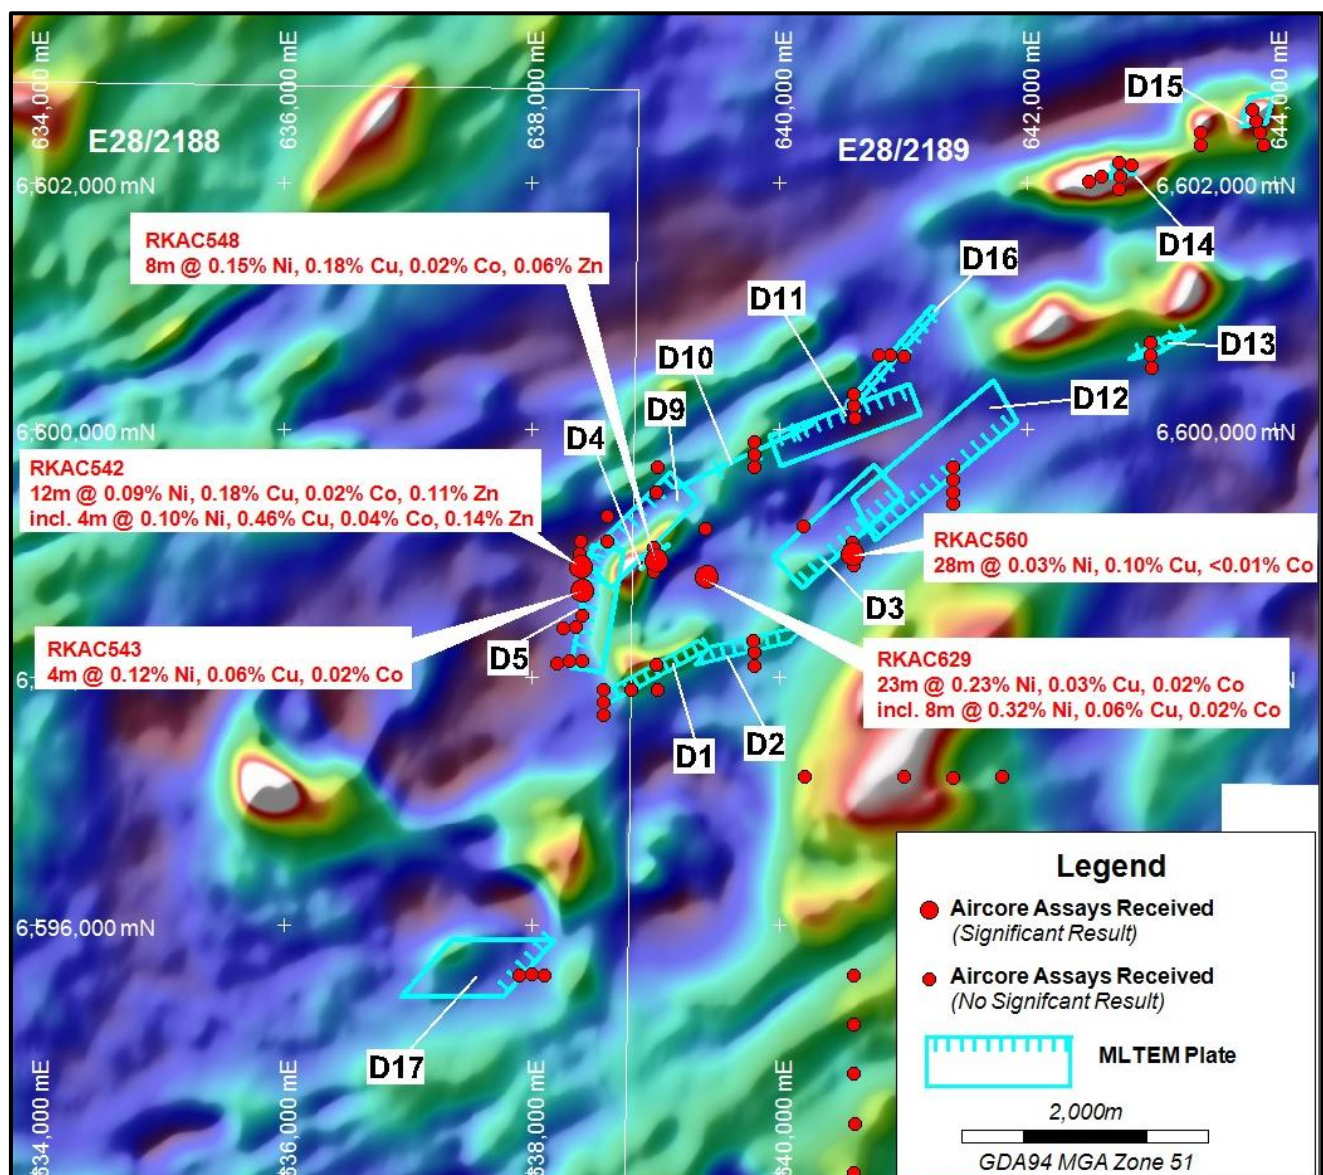 634,000 mE
636,000 mE
638,000 mE
640,000 mE
642,000 mE
644,000 mE
E28/2188
E28/2189
D15
6,602,000 mN
6,602,000 mN
D14
RKAC548
8m @ 0.15% Ni, 0.18% Cu, 0.02% Co, 0.06% Zn
D16
D11
D13
D10
D9
D12
D4
6,600,000 mN
6,600,000 mN
RKAC542
12m @ 0.09% Ni, 0.18% Cu, 0.02% Co, 0.11% Zn
incl. 4m @ 0.10% Ni, 0.46% Cu, 0.04% Co, 0.14% Zn
RKAC560
28m @ 0.03% Ni, 0.10% Cu, <0.01% Co
D3
RKAC543
4m @ 0.12% Ni, 0.06% Cu, 0.02% Co
D5
RKAC629
23m @ 0.23% Ni, 0.03% Cu, 0.02% Co
incl. 8m @ 0.32% Ni, 0.06% Cu, 0.02% Co
D1
D2
6,596,000 mN
D17
Legend
Aircore Assays Received
(Significant Result)
Aircore Assays Received
(No Signifcant Result)
MLTEM Plate
2,000m
GDA94 MGA Zone 51
634,000 mE
636,000 mE
638,000 mE
640,000 mE